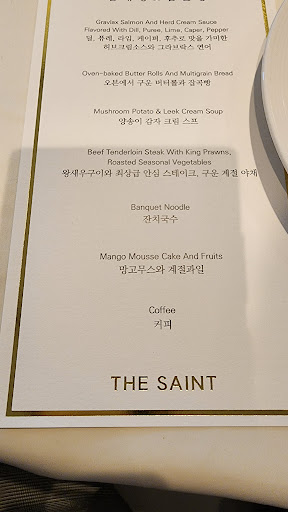 Gravlax Salmon And Herd Cream Sauce
Flavored With Dill, Puree, Lime, Caper, Pepper
딜, 퓨레, 라임, 케이퍼, 후추로 맛을 가미한
허브크림소스와 그라브락스 연어
Oven-baked Butter Rolls And Multigrain Bread
오븐에서 구운 버터롤과 잡곡빵
Mushroom Potato & Leek Cream Soup
양송이 감자 크림 스프
Beef Tenderloin Steak With King Prawns,
Roasted Seasonal Vegetables
왕새우구이와 최상급 안심 스테이크, 구운 계절 야채
Banquet Noodle
잔치국수
Mango Mousse Cake And Fruits
망고무스와 계절과일
Coffee
커피
THE SAINT